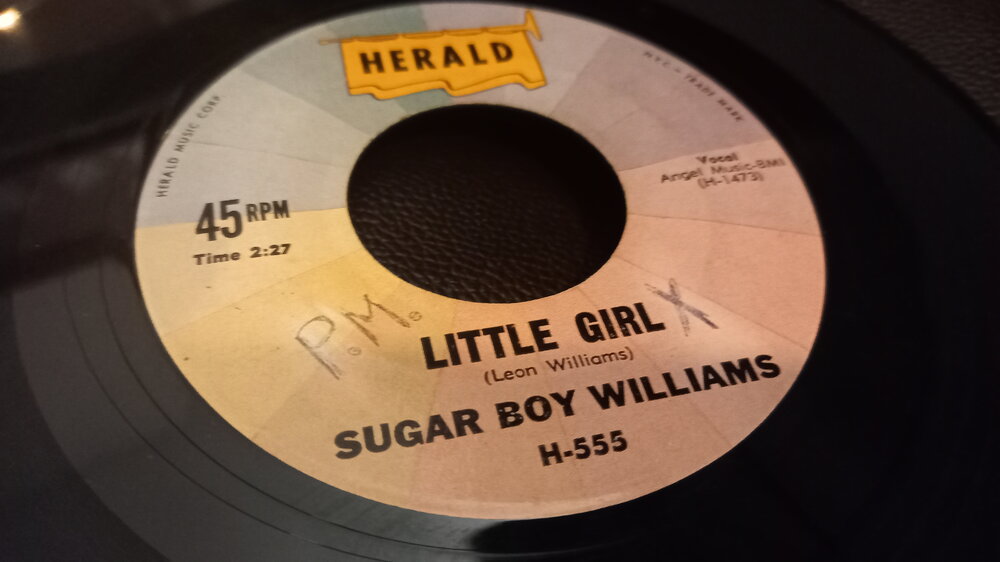 HERALD
HERALD MUSIC CORP
N.Y.C. - TRADE MARK
45 RPM
Time 2:27
Vocal
Angel Music-BMI
(H-1473)
P.M.
LITTLE GIRL X
(Leon Williams)
SUGAR BOY WILLIAMS
H-555